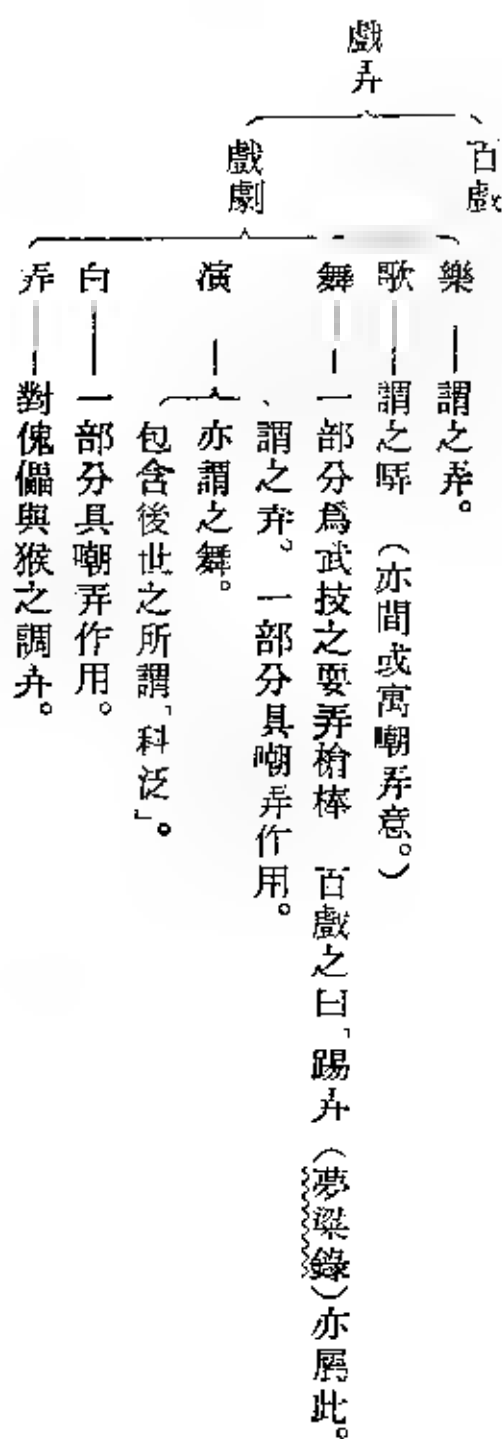 戲弄
百戲
戲劇
樂
謂之弄。
歌
謂之哢（亦間或寓嘲弄意。）
舞
一部分爲武技之耍弄槍棒　百戲之曰「踢弄（夢粱錄）亦屬此。
演
謂之弄、一部分具嘲弄作用。
亦謂之舞。
包含後世之所謂「科泛」。
白
一部分具嘲弄作用。
弄
對傀儡與猴之調弄。